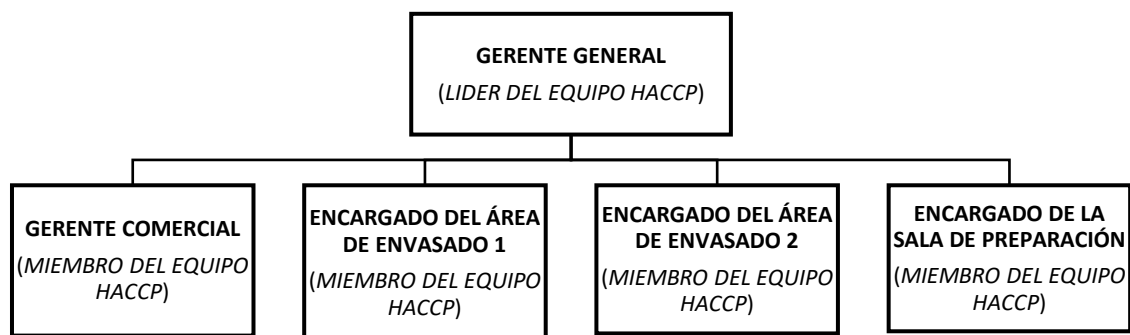 GERENTE GENERAL
(LIDER DEL EQUIPO HACCP)
GERENTE COMERCIAL
(MIEMBRO DEL EQUIPO
HACCP)
ENCARGADO DEL ÁREA
DE ENVASADO 1
(MIEMBRO DEL EQUIPO
HACCP)
ENCARGADO DEL ÁREA
DE ENVASADO 2
(MIEMBRO DEL EQUIPO
HACCP)
ENCARGADO DE LA
SALA DE PREPARACIÓN
(MIEMBRO DEL EQUIPO
HACCP)